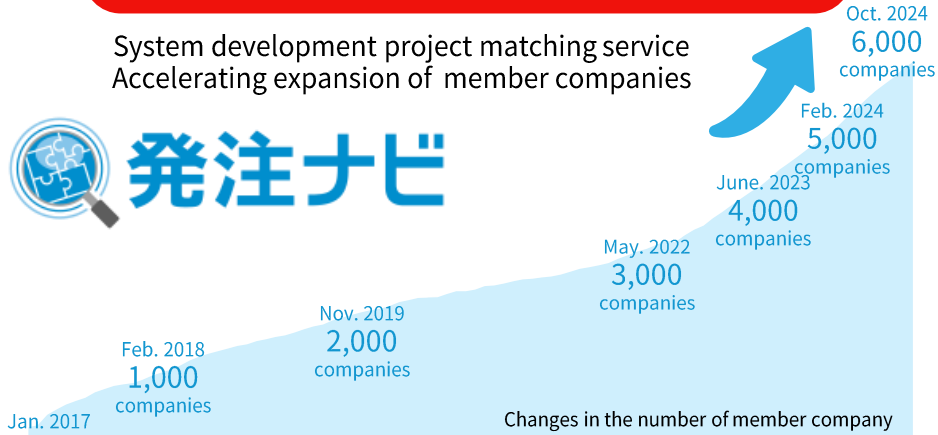 System development project matching service
Accelerating expansion of member companies
発注ナビ
Oct. 2024
6,000
companies
Feb. 2024
5,000
companies
June. 2023
4,000
companies
May. 2022
3,000
companies
Nov. 2019
2,000
companies
Feb. 2018
1,000
companies
Jan. 2017
Changes in the number of member company